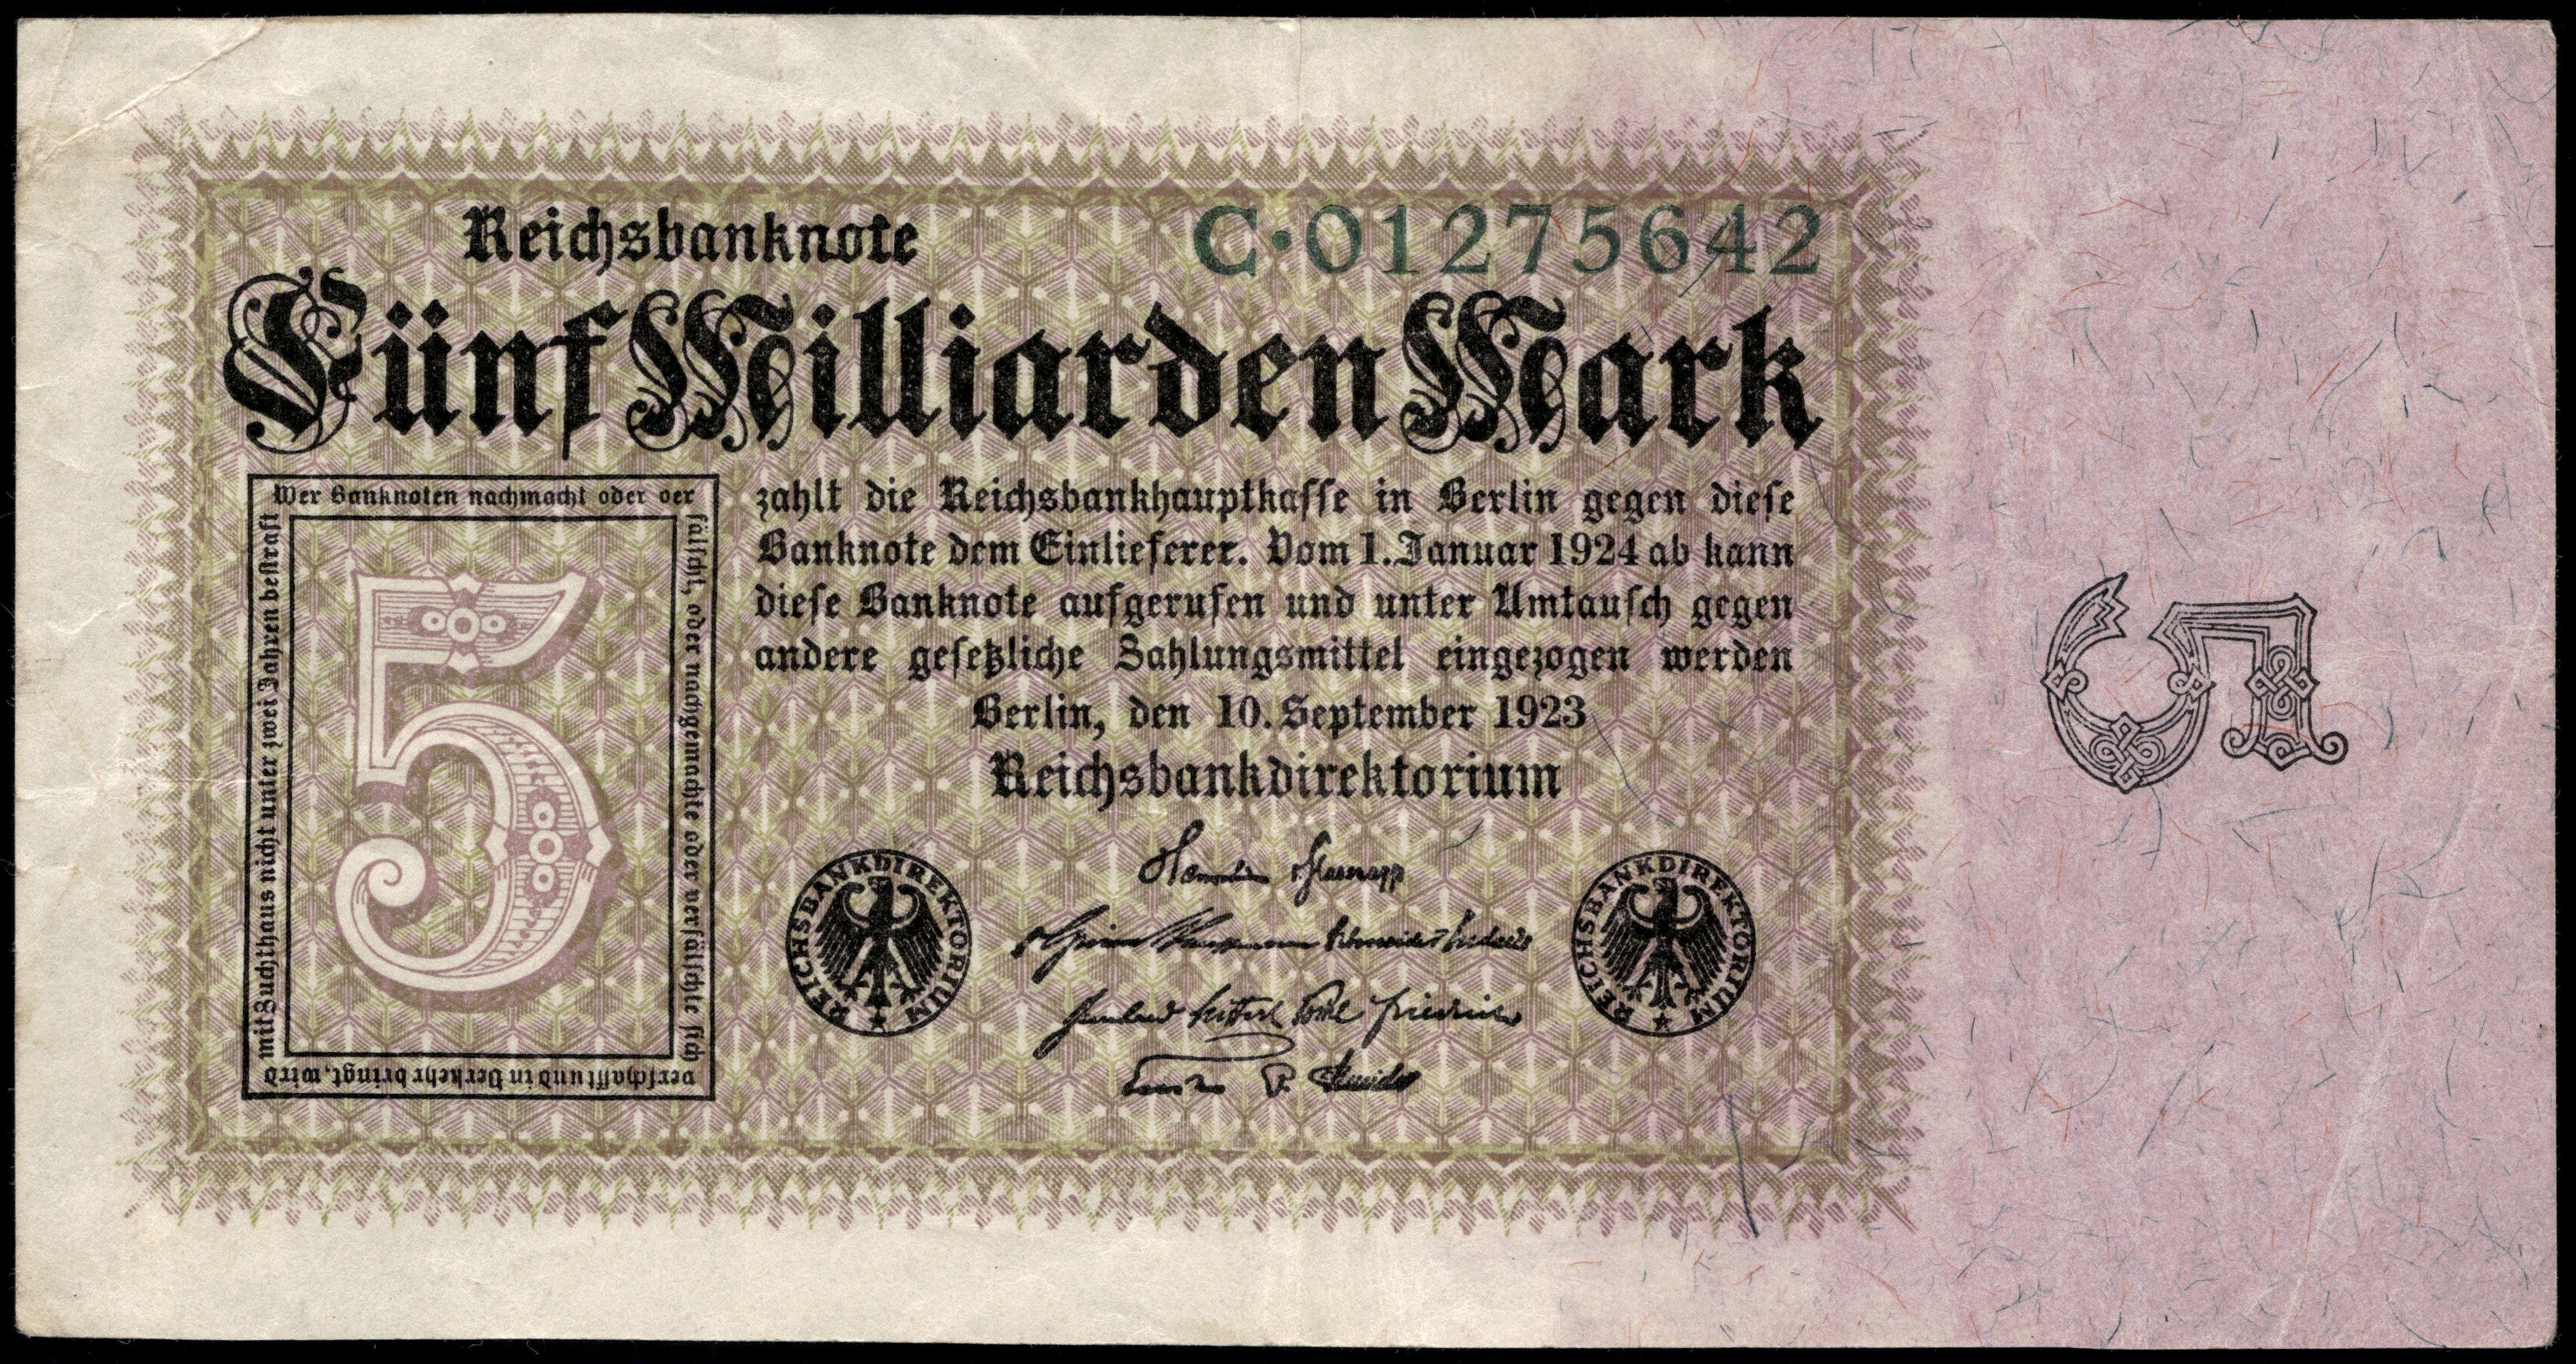 Reichsbanknote
C·01275642
Fünf Milliarden Mark
zahlt die Reichsbankhauptkasse in Berlin gegen diese
Banknote dem Einlieferer. Vom 1. Januar 1924 ab kann
diese Banknote aufgerufen und unter Umtausch gegen
andere gesetzliche Zahlungsmittel eingezogen werden
Berlin, den 10. September 1923
Reichsbankdirektorium
Wer Banknoten nachmacht oder ver
fälscht, oder nachgemachte oder verfälschte sich
verschafft und in Verkehr bringt, wird
mit Zuchthaus nicht unter zwei Jahren bestraft
5
REICHSBANKDIREKTORIUM
REICHSBANKDIREKTORIUM
5